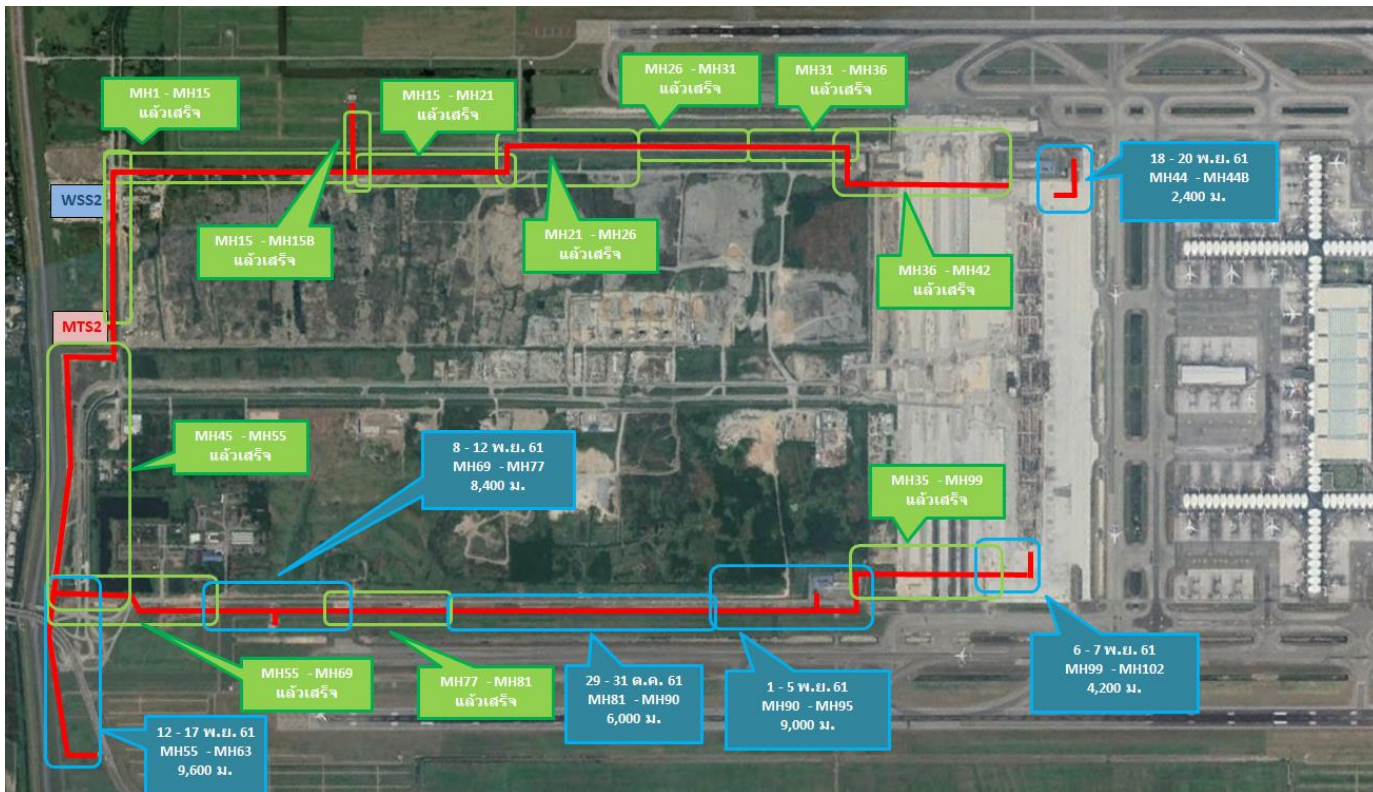 MH1 - MH15
แล้วเสร็จ
MH15 - MH21
แล้วเสร็จ
MH26 - MH31
แล้วเสร็จ
MH31 - MH36
แล้วเสร็จ
18 - 20 พ.ย. 61
MH44 - MH44B
2,400 ม.
WSS2
MH15 - MH15B
แล้วเสร็จ
MH21 - MH26
แล้วเสร็จ
MH36 - MH42
แล้วเสร็จ
MTS2
MH45 - MH55
แล้วเสร็จ
8 - 12 พ.ย. 61
MH69 - MH77
8,400 ม.
MH35 - MH99
แล้วเสร็จ
MH55 - MH69
แล้วเสร็จ
MH77 - MH81
แล้วเสร็จ
29 - 31 ต.ค. 61
MH81 - MH90
6,000 ม.
1 - 5 พ.ย. 61
MH90 - MH95
9,000 ม.
6 - 7 พ.ย. 61
MH99 - MH102
4,200 ม.
12 - 17 พ.ย. 61
MH55 - MH63
9,600 ม.